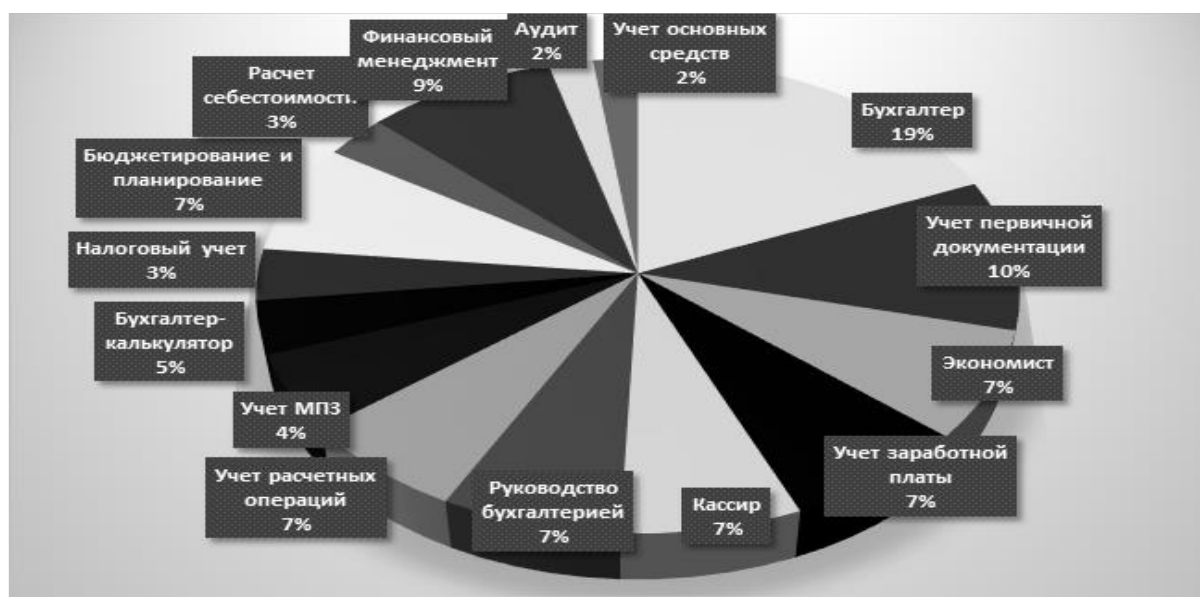 Аудит
2%
Учет основных
средств
2%
Финансовый
менеджмент
9%
Расчет
себестоимости
3%
Бухгалтер
19%
Бюджетирование и
планирование
7%
Учет первичной
документации
10%
Налоговый учет
3%
Бухгалтер-
калькулятор
5%
Экономист
7%
Учет МПЗ
4%
Учет заработной
платы
7%
Учет расчетных
операций
7%
Руководство
бухгалтерией
7%
Кассир
7%